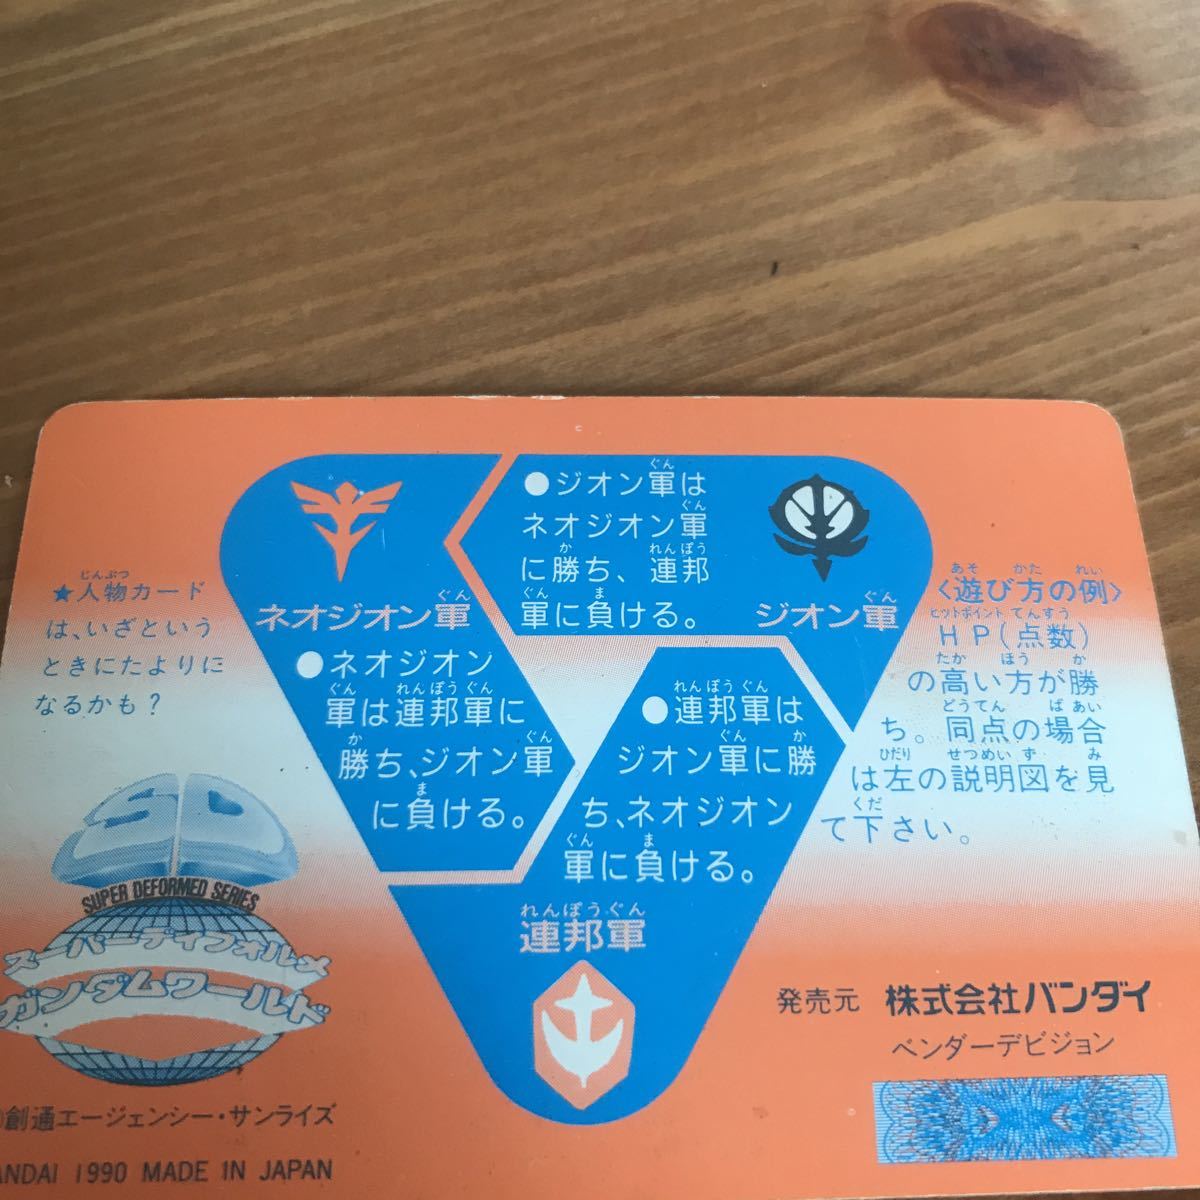 ●ジオン軍は
ネオジオン軍
に勝ち、連邦
軍に負ける。
ネオジオン軍
ジオン軍
●ネオジオン
軍は連邦軍に
勝ち、ジオン軍
に負ける。
●連邦軍は
ジオン軍に勝
ち、ネオジオン
軍に負ける。
連邦軍
★人物カード
は、いざという
ときにたよりに
なるかも?
<遊び方の例>
HP(点数)
の高い方が勝
ち。同点の場合
は左の説明図を見
て下さい。
SD
SUPER DEFORMED SERIES
スーパーディフォルメ
ガンダムワールド
発売元 株式会社バンダイ
ベンダーデビジョン
創通エージェンシー・サンライズ
ANDAI 1990 MADE IN JAPAN